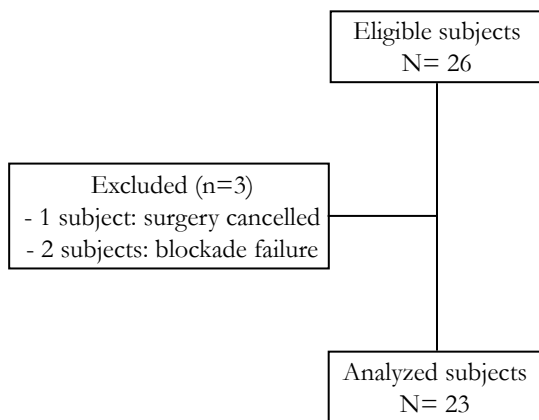 Eligible subjects
N= 26
Excluded (n=3)
- 1 subject: surgery cancelled
- 2 subjects: blockade failure
Analyzed subjects
N= 23